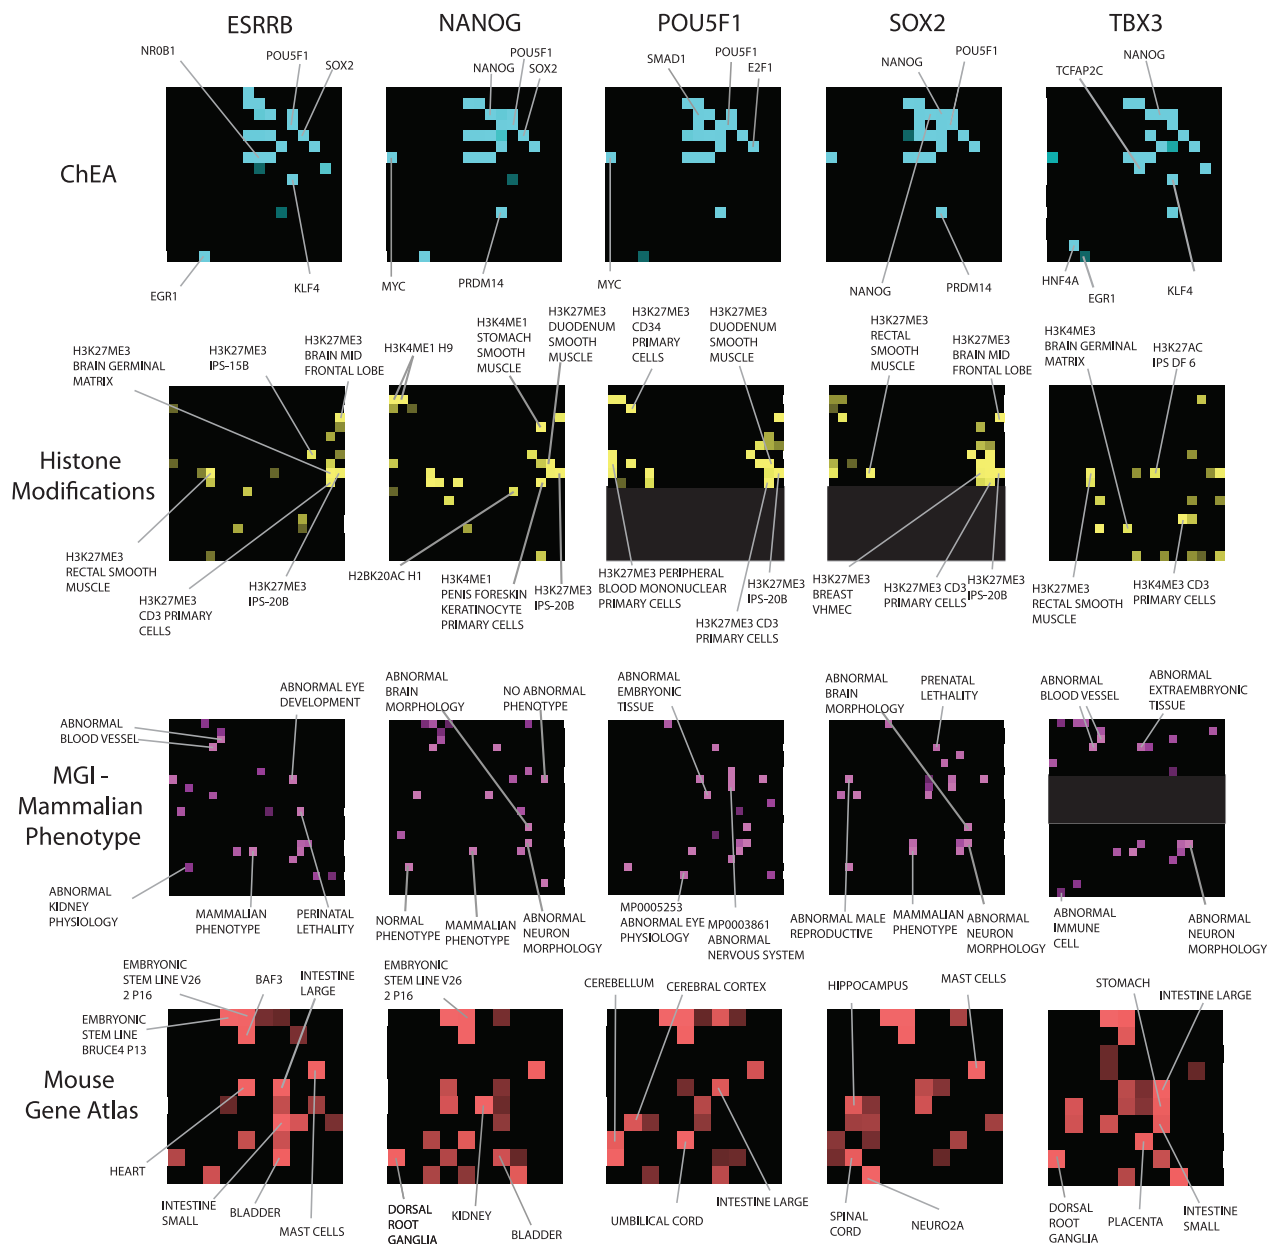 ESRRB
NANOG
POU5F1
SOX2
TBX3
ChEA
NR0B1
POU5F1
SOX2
EGR1
KLF4
NANOG
POU5F1
SOX2
MYC
PRDM14
SMAD1
POU5F1
E2F1
MYC
NANOG
POU5F1
NANOG
PRDM14
TCFAP2C
NANOG
HNF4A
EGR1
KLF4
Histone
Modifications
H3K27ME3
BRAIN GERMINAL
MATRIX
H3K27ME3
IPS-15B
H3K27ME3
BRAIN MID
FRONTAL LOBE
H3K27ME3
RECTAL SMOOTH
MUSCLE
H3K27ME3
CD3 PRIMARY
CELLS
H3K27ME3
IPS-20B
H3K4ME1 H9
H3K4ME1
STOMACH
SMOOTH
MUSCLE
H3K27ME3
DUODENUM
SMOOTH
MUSCLE
H2BK20AC H1
H3K4ME1
PENIS FORESKIN
KERATINOCYTE
PRIMARY CELLS
H3K27ME3
IPS-20B
H3K27ME3
CD34
PRIMARY
CELLS
H3K27ME3
DUODENUM
SMOOTH
MUSCLE
H3K27ME3 PERIPHERAL
BLOOD MONONUCLEAR
PRIMARY CELLS
H3K27ME3
IPS-20B
H3K27ME3 CD3
PRIMARY CELLS
H3K27ME3
RECTAL
SMOOTH
MUSCLE
H3K27ME3
BRAIN MID
FRONTAL LOBE
H3K27ME3
BREAST
VHMEC
H3K27ME3 CD3
PRIMARY CELLS
H3K27ME3
IPS-20B
H3K4ME3
BRAIN GERMINAL
MATRIX
H3K27AC
IPS DF 6
H3K27ME3
RECTAL SMOOTH
MUSCLE
H3K4ME3 CD3
PRIMARY CELLS
MGI -
Mammalian
Phenotype
ABNORMAL
BLOOD VESSEL
ABNORMAL EYE
DEVELOPMENT
ABNORMAL
KIDNEY
PHYSIOLOGY
MAMMALIAN
PHENOTYPE
PERINATAL
LETHALITY
ABNORMAL
BRAIN
MORPHOLOGY
NO ABNORMAL
PHENOTYPE
NORMAL
PHENOTYPE
MAMMALIAN
PHENOTYPE
ABNORMAL
NEURON
MORPHOLOGY
ABNORMAL
EMBRYONIC
TISSUE
MP0005253
ABNORMAL EYE
PHYSIOLOGY
MP0003861
ABNORMAL
NERVOUS SYSTEM
ABNORMAL
BRAIN
MORPHOLOGY
PRENATAL
LETHALITY
ABNORMAL MALE
REPRODUCTIVE
MAMMALIAN
PHENOTYPE
ABNORMAL
NEURON
MORPHOLOGY
ABNORMAL
BLOOD VESSEL
ABNORMAL
EXTRAEMBRYONIC
TISSUE
ABNORMAL
IMMUNE
CELL
ABNORMAL
NEURON
MORPHOLOGY
Mouse
Gene Atlas
EMBRYONIC
STEM LINE V26
2 P16
BAF3
INTESTINE
LARGE
EMBRYONIC
STEM LINE
BRUCE4 P13
HEART
INTESTINE
SMALL
BLADDER
MAST CELLS
EMBRYONIC
STEM LINE V26
2 P16
DORSAL
ROOT
GANGLIA
KIDNEY
BLADDER
CEREBELLUM
CEREBRAL CORTEX
UMBILICAL CORD
INTESTINE LARGE
HIPPOCAMPUS
MAST CELLS
SPINAL
CORD
NEURO2A
STOMACH
INTESTINE LARGE
DORSAL
ROOT
GANGLIA
PLACENTA
INTESTINE
SMALL